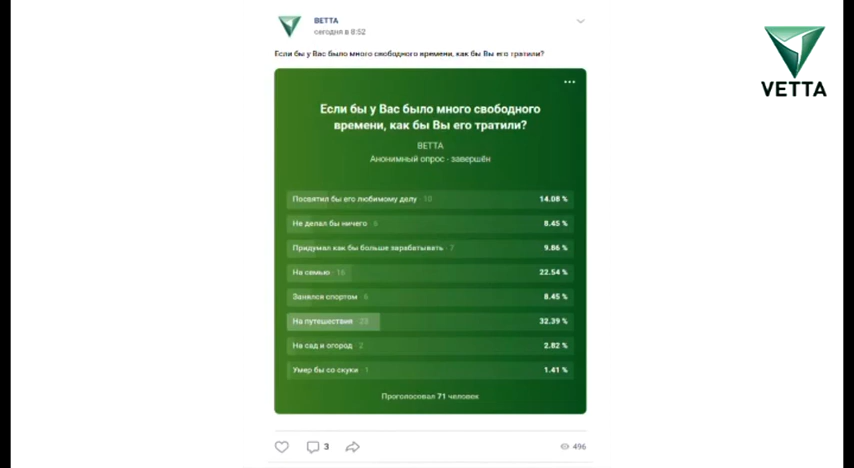 ВЕТТА
сегодня в 8:52
Если бы у Вас было много свободного времени, как бы Вы его тратили?
VETTA
Если бы у Вас было много свободного
времени, как бы Вы его тратили?
ВЕТТА
Анонимный опрос · завершён
Посвятил бы его любимому делу · 10 14.08 %
Не делал бы ничего · 6 8.45 %
Придумал как бы больше зарабатывать · 7 9.86 %
На семью · 16 22.54 %
Занялся спортом · 6 8.45 %
На путешествия · 23 32.39 %
На сад и огород · 2 2.82 %
Умер бы со скуки · 1 1.41 %
Проголосовал 71 человек
3
496